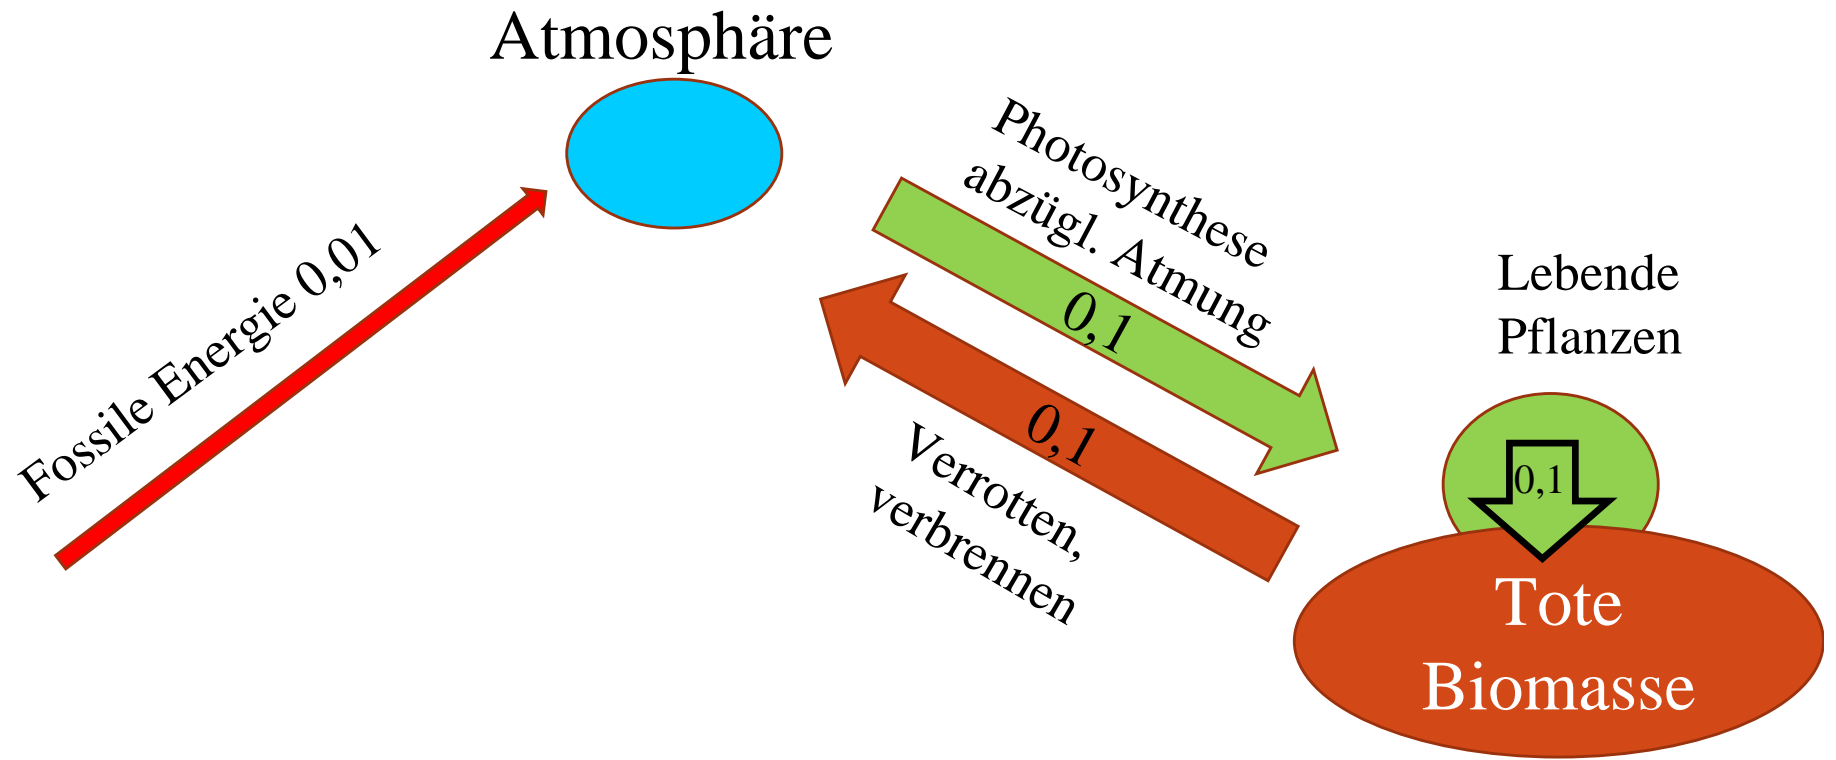 Atmosphäre
Fossile Energie 0,01
Photosynthese
abzügl. Atmung
0,1
0,1
Verrotten,
verbrennen
Lebende
Pflanzen
0,1
Tote
Biomasse